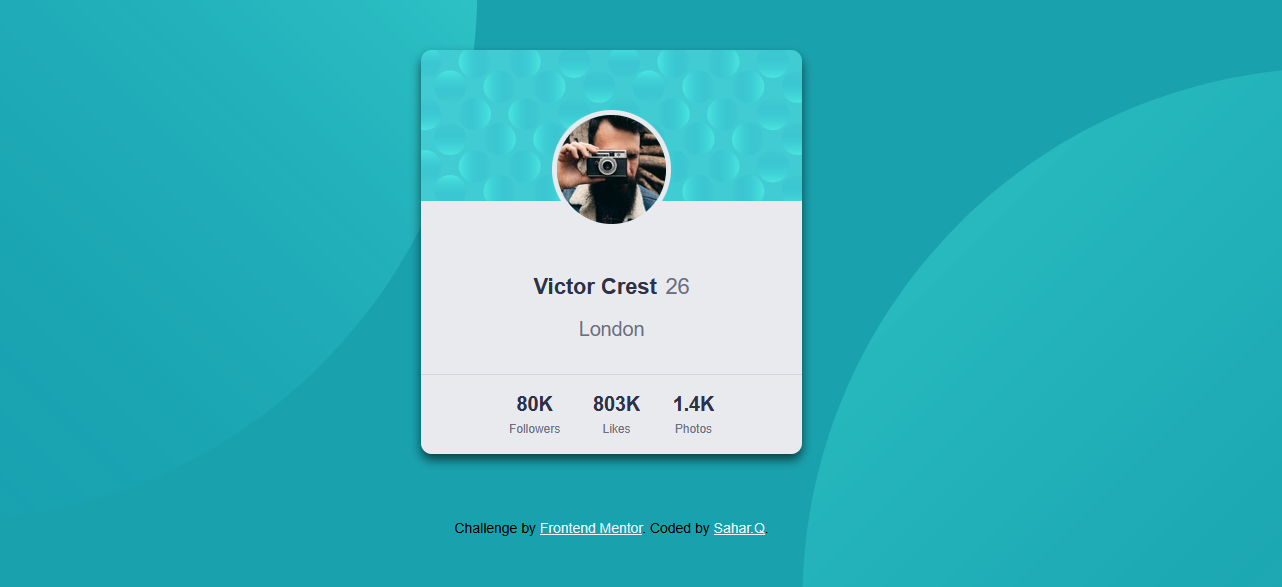 Victor Crest 26
London
80K 803K 1.4K
Followers Likes Photos
Challenge by Frontend Mentor. Coded by Sahar.Q.